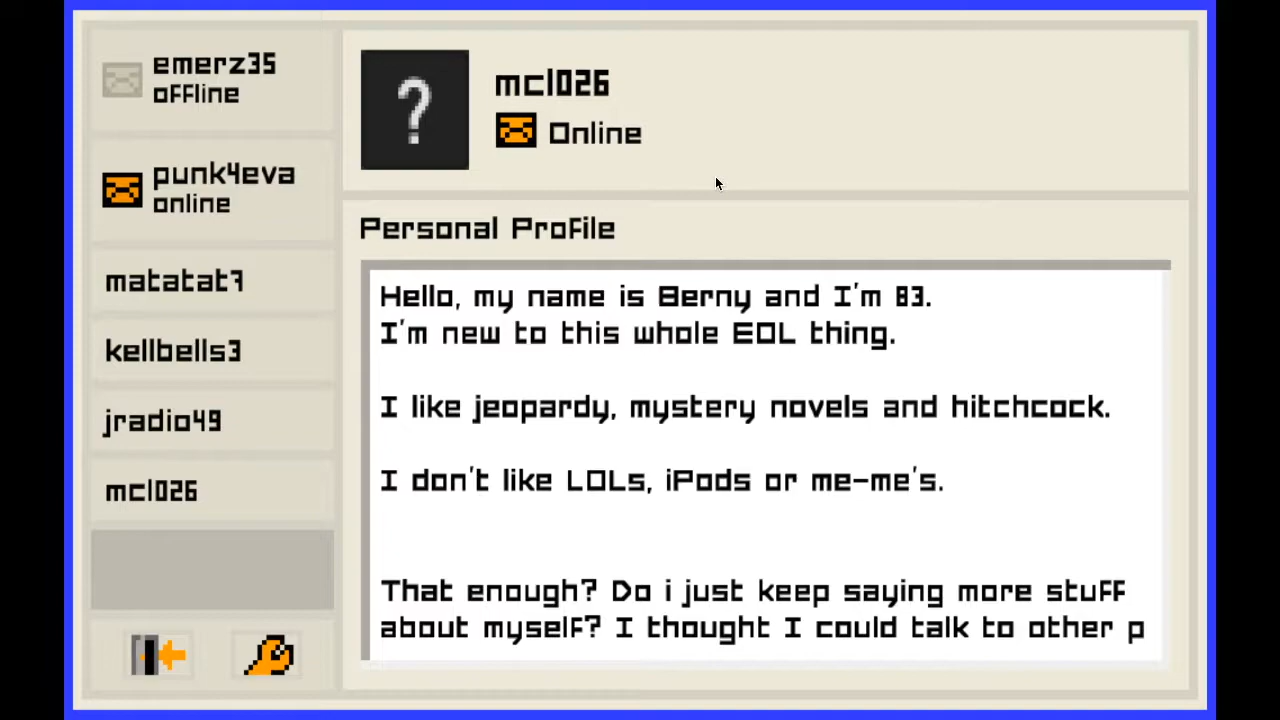 emerz35
offline
punk4eva
online
matatat7
kellbells3
jradio49
mcl026
?
mcl026
Online
Personal Profile
Hello, my name is Berny and I'm 83.
I'm new to this whole EOL thing.
I like jeopardy, mystery novels and hitchcock.
I don't like LOLs, iPods or me-me's.
That enough? Do i just keep saying more stuff
about myself? I thought I could talk to other p